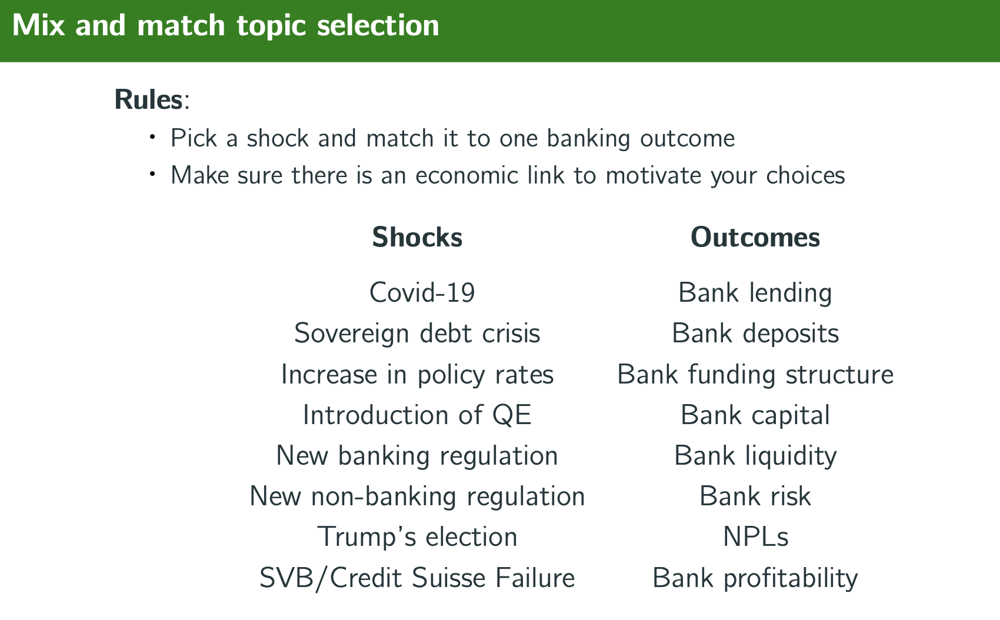 Mix and match topic selection
Rules:
• Pick a shock and match it to one banking outcome
• Make sure there is an economic link to motivate your choices
Shocks Outcomes
Covid-19 Bank lending
Sovereign debt crisis Bank deposits
Increase in policy rates Bank funding structure
Introduction of QE Bank capital
New banking regulation Bank liquidity
New non-banking regulation Bank risk
Trump's election NPLs
SVB/Credit Suisse Failure Bank profitability